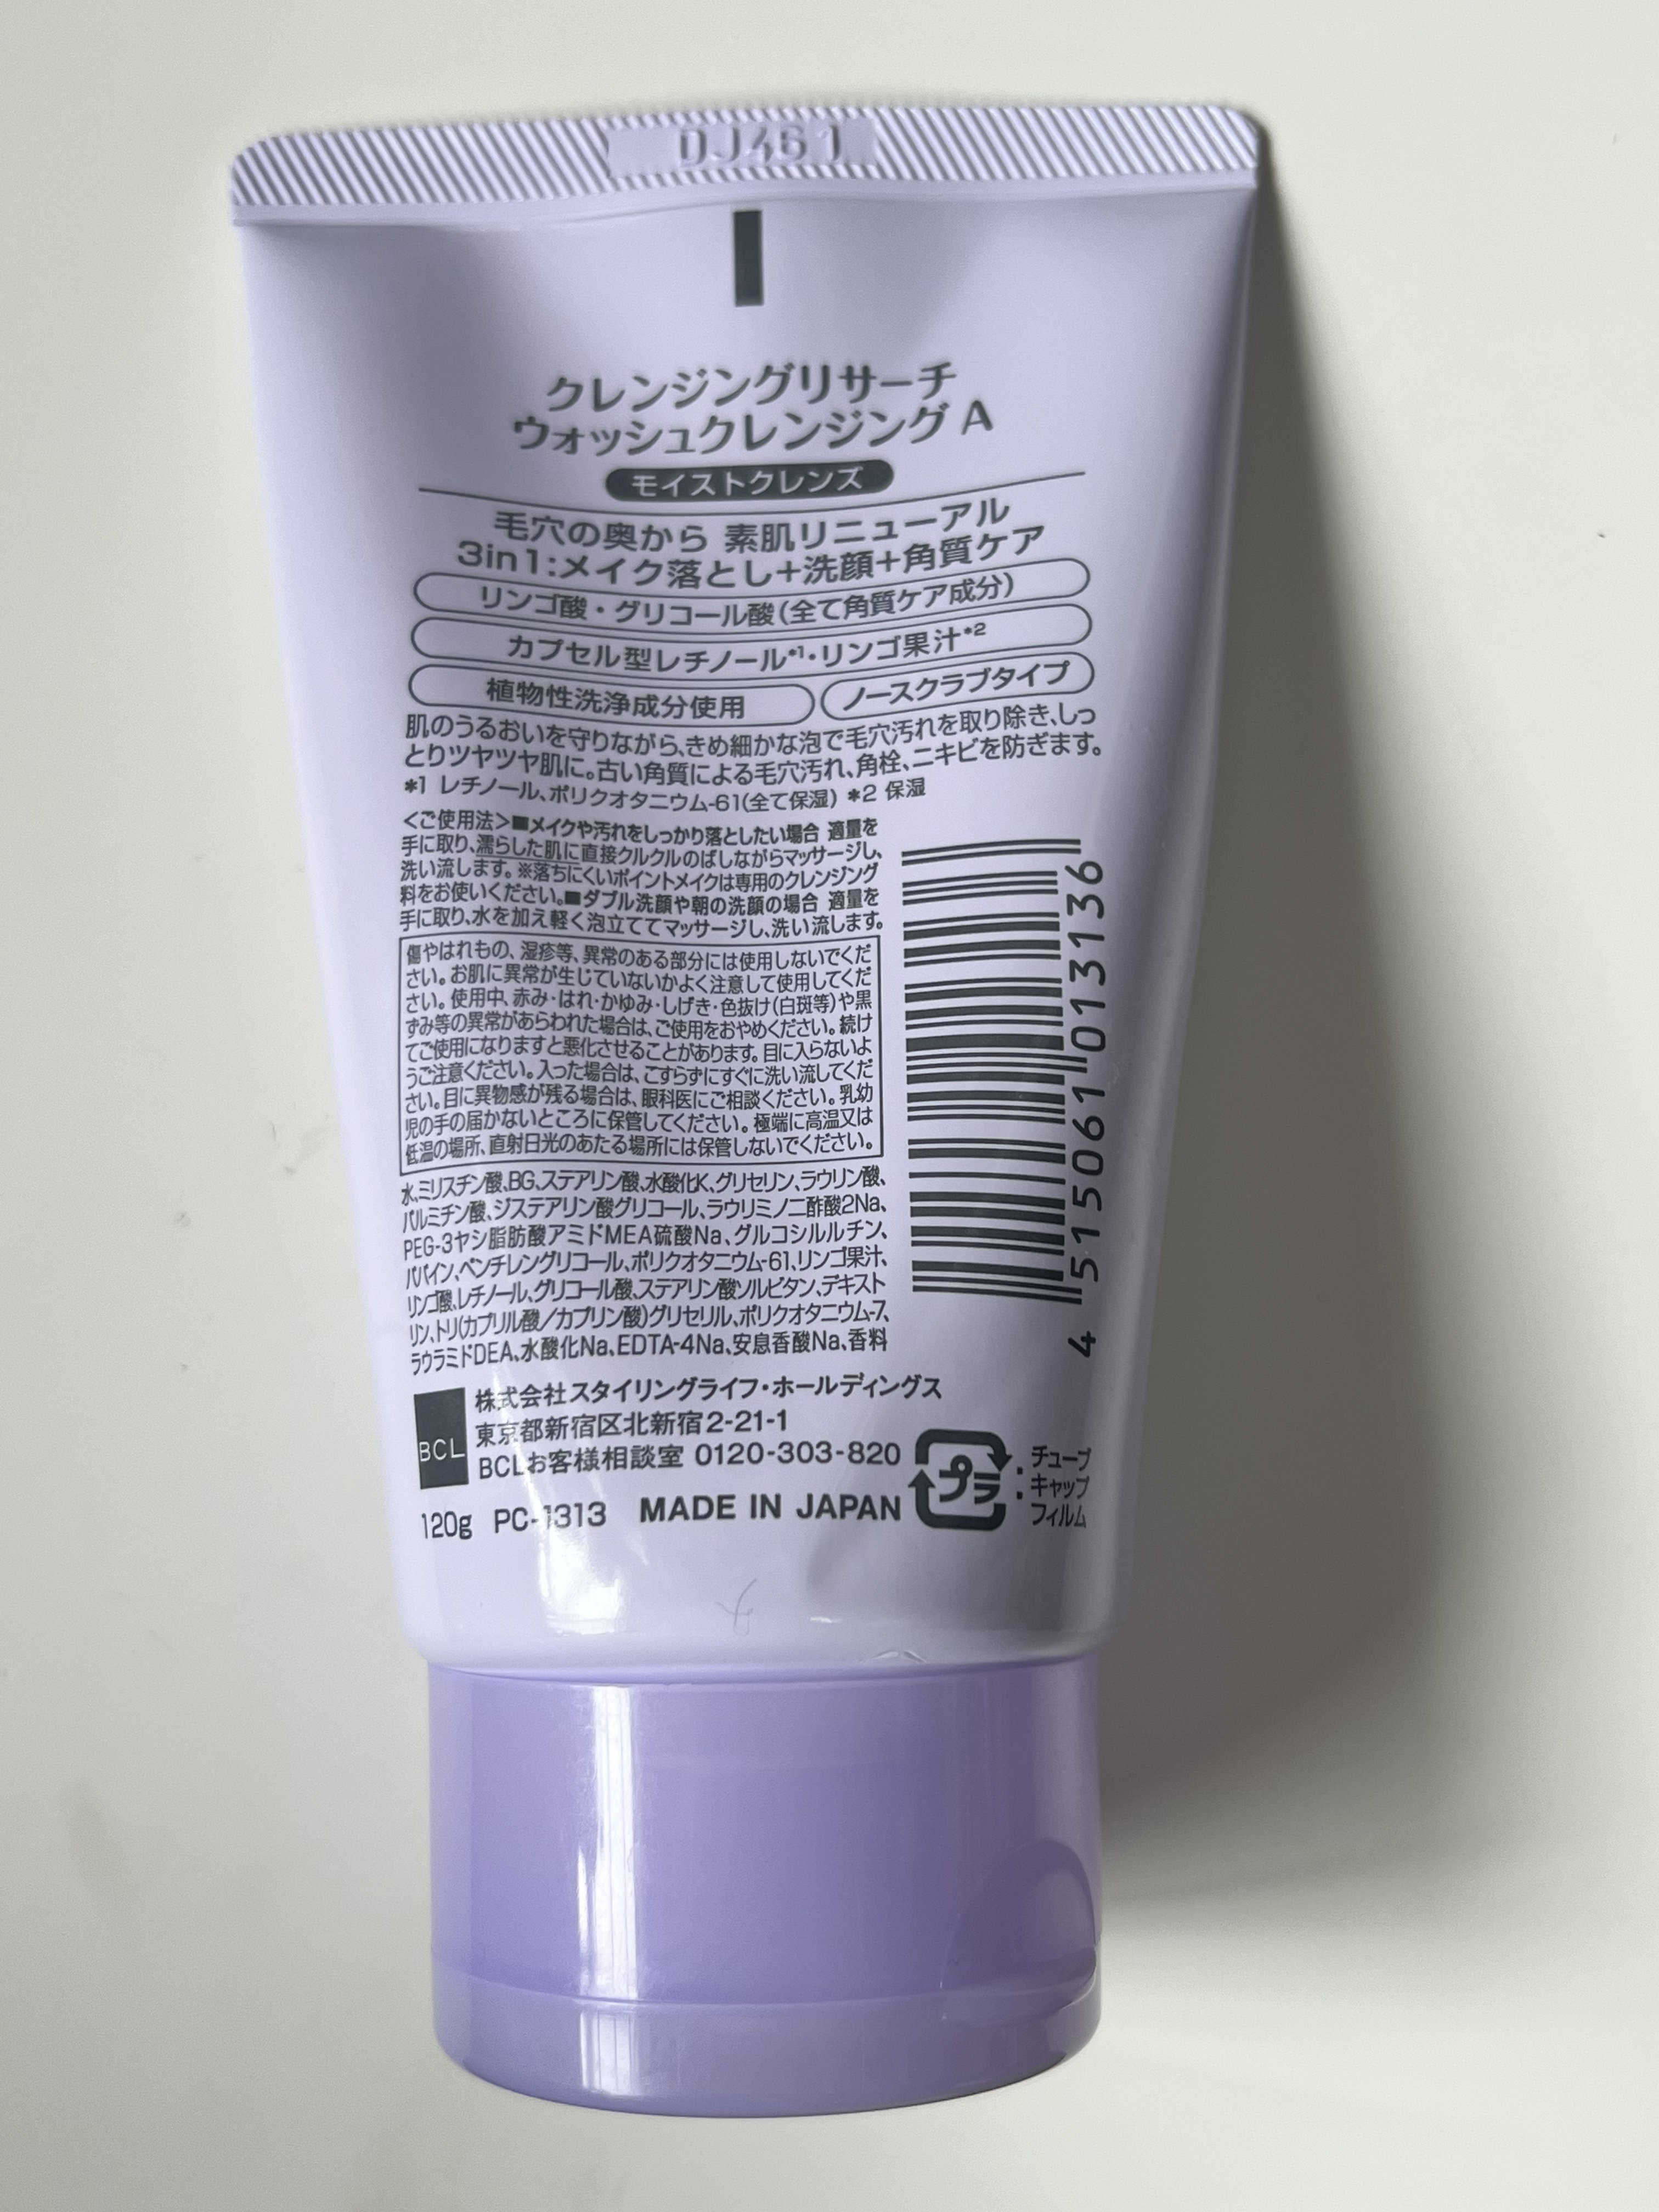 DJ461
クレンジングリサーチ
ウォッシュクレンジング A
モイストクレンズ
毛穴の奥から 素肌リニューアル
3in1:メイク落とし+洗顔+角質ケア
リンゴ酸・グリコール酸(全て角質ケア成分)
カプセル型レチノール*1・リンゴ果汁*2
植物性洗浄成分使用
ノースクラブタイプ
肌のうるおいを守りながら、きめ細かな泡で毛穴汚れを取り除き、しっ
とりツヤツヤ肌に。古い角質による毛穴汚れ、角栓、ニキビを防ぎます。
*1 レチノール、ポリクオタニウム-61(全て保湿) *2 保湿
<ご使用法>■メイクや汚れをしっかり落としたい場合 適量を
手に取り、濡らした肌に直接クルクルのばしながらマッサージし、
洗い流します。※落ちにくいポイントメイクは専用のクレンジング
料をお使いください。■ダブル洗顔や朝の洗顔の場合 適量を
手に取り、水を加え軽く泡立ててマッサージし、洗い流します。
傷やはれもの、湿疹等、異常のある部分には使用しないでくだ
さい。お肌に異常が生じていないかよく注意して使用してくだ
さい。使用中、赤み・はれ・かゆみ・しげき・色抜け(白斑等)や黒
ずみ等の異常があらわれた場合は、ご使用をおやめください。続け
てご使用になりますと悪化させることがあります。目に入らないよ
うご注意ください。入った場合は、こすらずにすぐに洗い流してくだ
さい。目に異物感が残る場合は、眼科医にご相談ください。乳幼
児の手の届かないところに保管してください。極端に高温又は
低温の場所、直射日光のあたる場所には保管しないでください。
水、ミリスチン酸、BG、ステアリン酸、水酸化K、グリセリン、ラウリン酸、
パルミチン酸、ジステアリン酸グリコール、ラウリミノ二酢酸2Na、
PEG-3ヤシ脂肪酸アミドMEA硫酸Na、グルコシルルチン、
パパイン、ペンチレングリコール、ポリクオタニウム-61、リンゴ果汁、
リンゴ酸、レチノール、グリコール酸、ステアリン酸ソルビタン、デキスト
リン、トリ(カプリル酸/カプリン酸)グリセリル、ポリクオタニウム-7、
ラウラミドDEA、水酸化Na、EDTA-4Na、安息香酸Na、香料
4 515061 013136
BCL
株式会社スタイリングライフ・ホールディングス
東京都新宿区北新宿2-21-1
BCLお客様相談室 0120-303-820
120g PC-1313 MADE IN JAPAN
プラ
:チューブ
:キャップ
フィルム